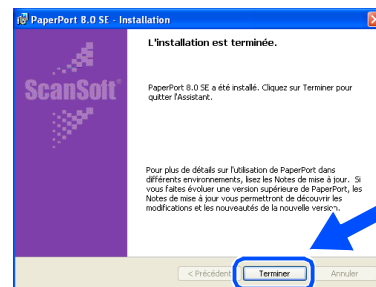 PaperPort 8.0 SE - Installation
L'installation est terminée.
ScanSoft®
PaperPort 8.0 SE a été installé. Cliquez sur Terminer pour
quitter l'Assistant.
Pour plus de détails sur l'utilisation de PaperPort dans
différents environnements, lisez les Notes de mise à jour. Si
vous faites évoluer une version supérieure de PaperPort, les
Notes de mise à jour vous permettront de découvrir les
modifications et les nouveautés de la nouvelle version.
< Précédent
Terminer
Annuler